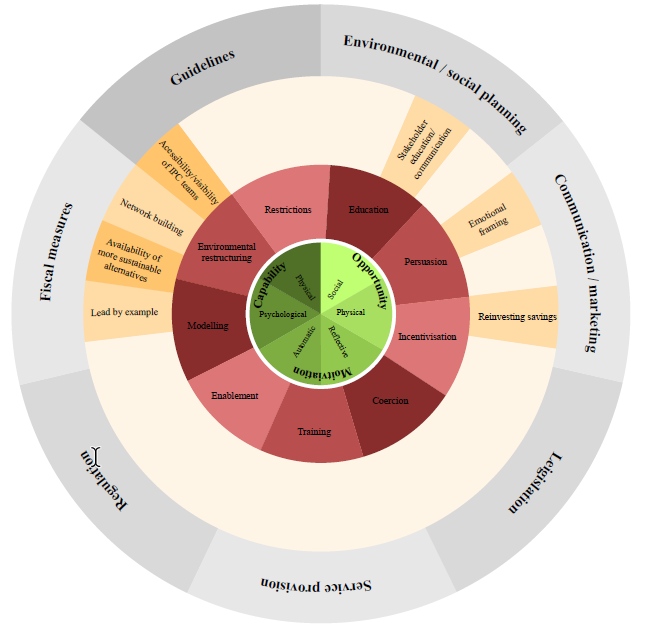 Guidelines
Environmental / social planning
Communication / marketing
Legislation
Service provision
Regulation
Fiscal measures
Stakeholder
education/
communication
Emotional
framing
Reinvesting savings
Acessibility/visibility
of IPC teams
Network building
Availability of
more sustainable
alternatives
Lead by example
Restrictions
Education
Persuasion
Incentivisation
Coercion
Training
Enablement
Modelling
Environmental
restructuring
Capability
Opportunity
Moitviation
Physical
Social
Psychological
Physical
Automatic
Reflective